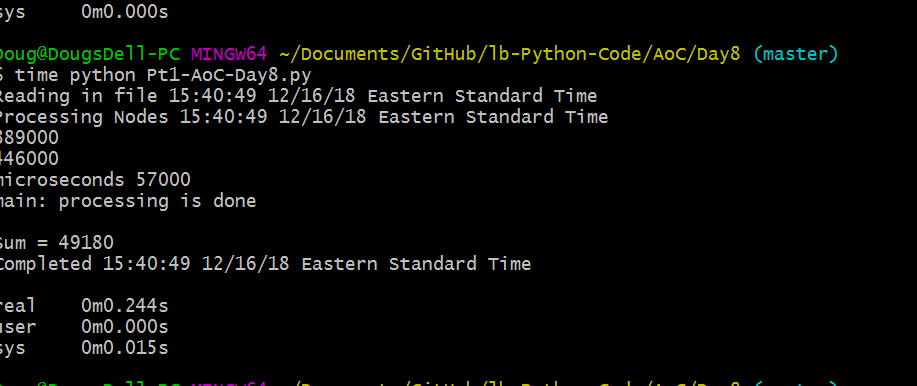 sys     0m0.000s
Doug@DougsDell-PC MINGW64 ~/Documents/GitHub/lb-Python-Code/AoC/Day8 (master)
$ time python Pt1-AoC-Day8.py
Reading in file 15:40:49 12/16/18 Eastern Standard Time
Processing Nodes 15:40:49 12/16/18 Eastern Standard Time
889000
446000
microseconds 57000
main: processing is done
Sum = 49180
Completed 15:40:49 12/16/18 Eastern Standard Time
real    0m0.244s
user    0m0.000s
sys     0m0.015s